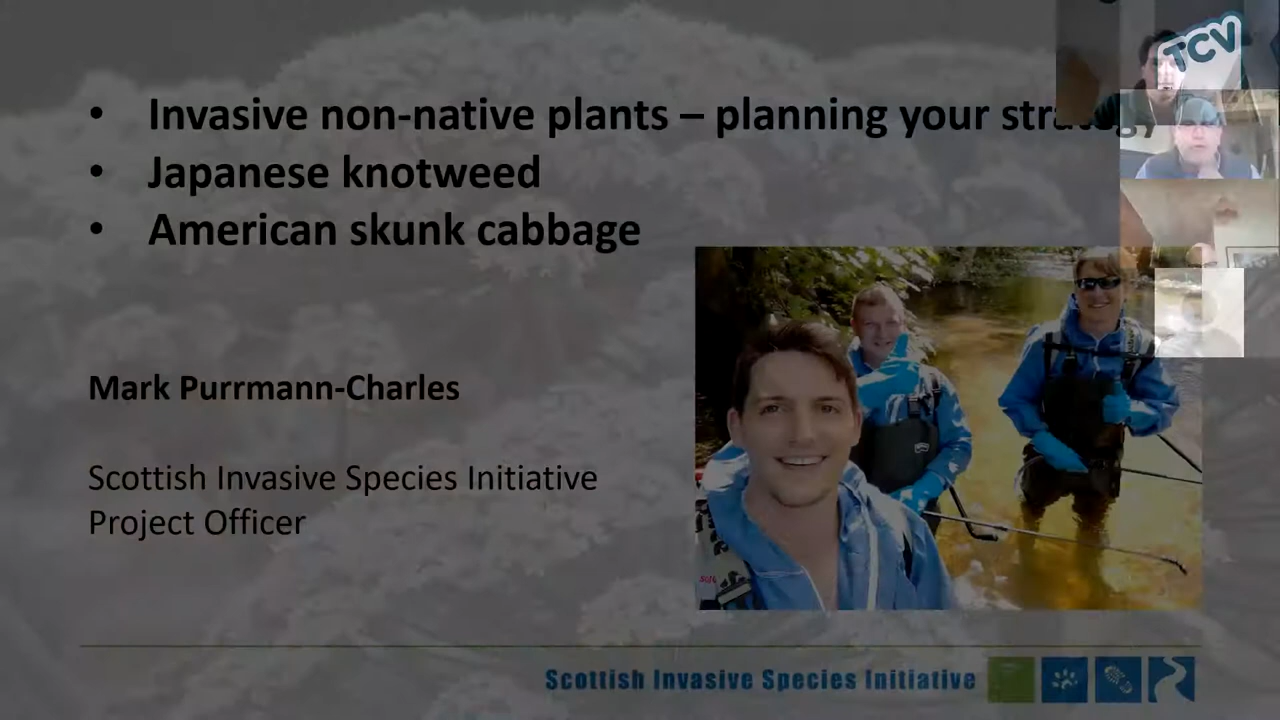 TCV
• Invasive non-native plants – planning your strategy
• Japanese knotweed
• American skunk cabbage
Mark Purrmann-Charles
Scottish Invasive Species Initiative
Project Officer
Scottish Invasive Species Initiative